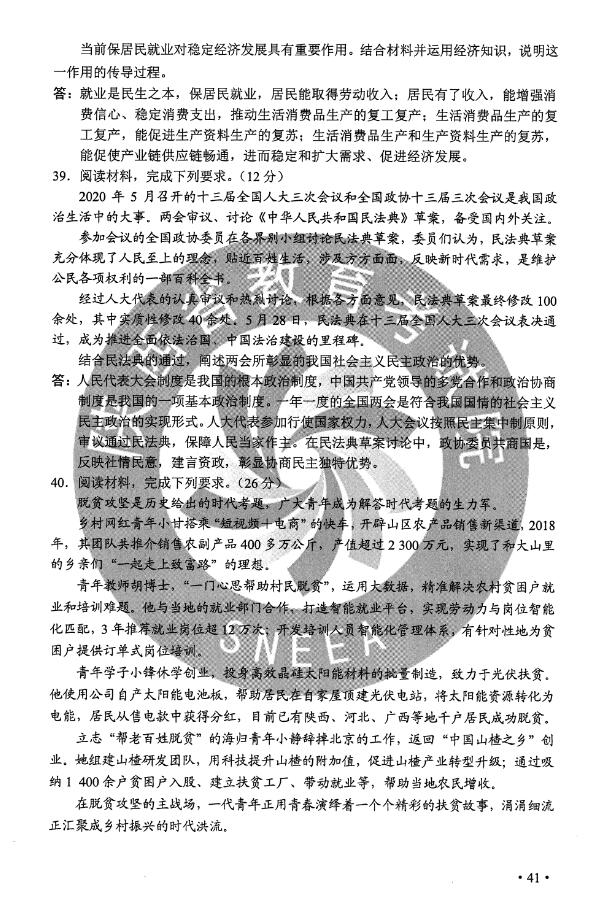 当前保居民就业对稳定经济发展具有重要作用。结合材料并运用经济知识，说明这
一作用的传导过程。
答：就业是民生之本，保居民就业，居民能取得劳动收入；居民有了收入，能增强消
费信心、稳定消费支出，推动生活消费品生产的复工复产；生活消费品生产的复
工复产，能促进生产资料生产的复苏；生活消费品生产和生产资料生产的复苏，
能促使产业链供应链畅通，进而稳定和扩大需求、促进经济发展。
39．阅读材料，完成下列要求。（12分）
2020 年 5 月召开的十三届全国人大三次会议和全国政协十三届三次会议是我国政
治生活中的大事。两会审议、讨论《中华人民共和国民法典》草案，备受国内外关注。
参加会议的全国政协委员在各界别小组讨论民法典草案，委员们认为，民法典草案
充分体现了人民至上的理念，贴近百姓生活，涉及方方面面，反映新时代需求，是维护
公民各项权利的一部百科全书。
经过人大代表的认真审议和热烈讨论，根据各方面意见，民法典草案最终修改 100
余处，其中实质性修改 40 余处。5 月 28 日，民法典在十三届全国人大三次会议表决通
过，成为推进全面依法治国、中国法治建设的里程碑。
结合民法典的通过，阐述两会所彰显的我国社会主义民主政治的优势。
答：人民代表大会制度是我国的根本政治制度，中国共产党领导的多党合作和政治协商
制度是我国的一项基本政治制度。一年一度的全国两会是符合我国国情的社会主义
民主政治的实现形式。人大代表参加行使国家权力，人大会议按照民主集中制原则，
审议通过民法典，保障人民当家作主。在民法典草案讨论中，政协委员共商国是，
反映社情民意，建言资政，彰显协商民主独特优势。
40．阅读材料，完成下列要求。（26分）
脱贫攻坚是历史给出的时代考题，广大青年成为解答时代考题的生力军。
乡村网红青年小甘搭乘“短视频＋电商”的快车，开辟山区农产品销售新渠道，2018
年，其团队共推介销售农副产品 400 多万公斤，产值超过 2 300 万元，实现了和大山里
的乡亲们“一起走上致富路”的理想。
青年教师胡博士，“一门心思帮助村民脱贫”，运用大数据，精准解决农村贫困户就
业和培训难题。他与当地的就业部门合作、打造智能就业平台，实现劳动力与岗位智能
化匹配，3 年推荐就业岗位超 12 万次；开发培训人员智能化管理体系，有针对性地为贫
困户提供订单式岗位培训。
青年学子小锋休学创业，投身高效晶硅太阳能材料的批量制造，致力于光伏扶贫。
他使用公司自产太阳能电池板，帮助居民在自家屋顶建光伏电站，将太阳能资源转化为
电能，居民从售电款中获得分红，目前已有陕西、河北、广西等地千户居民成功脱贫。
立志“帮老百姓脱贫”的海归青年小静辞掉北京的工作，返回“中国山楂之乡”创
业。她组建山楂研发团队，用科技提升山楂的附加值，促进山楂产业转型升级；通过吸
纳 1 400 余户贫困户入股、建立扶贫工厂、带动就业等，帮助当地农民增收。
在脱贫攻坚的主战场，一代青年正用青春演绎着一个个精彩的扶贫故事，涓涓细流
正汇聚成乡村振兴的时代洪流。
·41·
陕西省教育考试院
SNEEA